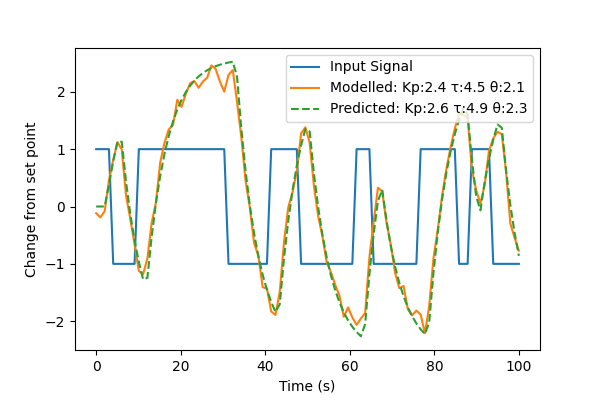 Input Signal
Modelled: Kp:2.4 τ:4.5 θ:2.1
Predicted: Kp:2.6 τ:4.9 θ:2.3
Change from set point
2
1
0
−1
−2
0 20 40 60 80 100
Time (s)